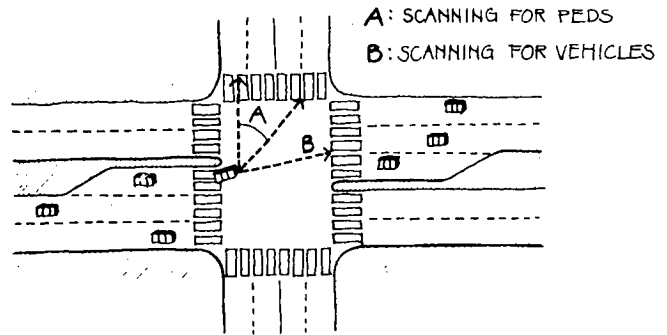 A: SCANNING FOR PEDS
B: SCANNING FOR VEHICLES
A
B